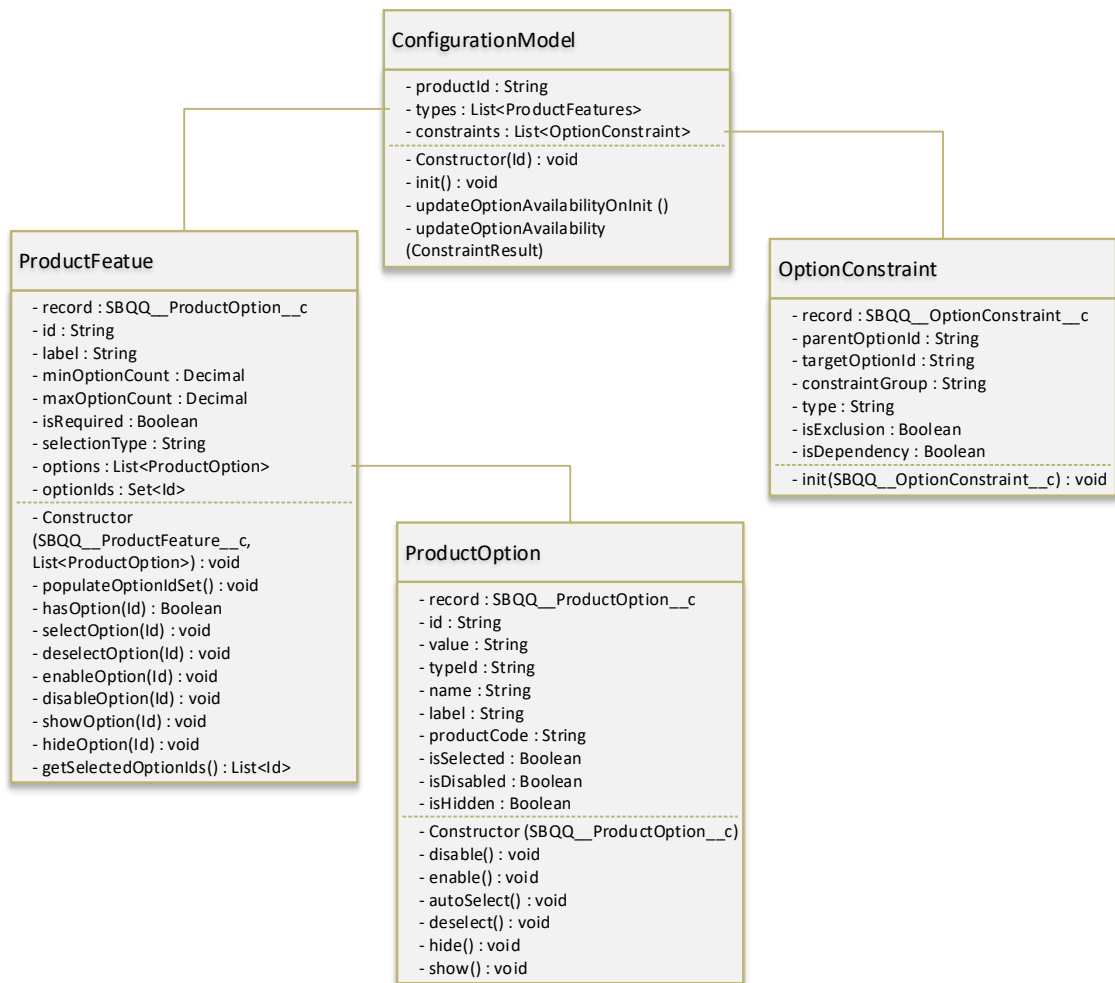 ConfigurationModel
- productId : String
- types : List<ProductFeatures>
- constraints : List<OptionConstraint>
- Constructor(Id) : void
- init() : void
- updateOptionAvailabilityOnInit ()
- updateOptionAvailability
(ConstraintResult)
ProductFeatue
- record : SBQQ__ProductOption__c
- id : String
- label : String
- minOptionCount : Decimal
- maxOptionCount : Decimal
- isRequired : Boolean
- selectionType : String
- options : List<ProductOption>
- optionIds : Set<Id>
- Constructor
(SBQQ__ProductFeature__c,
List<ProductOption>) : void
- populateOptionIdSet() : void
- hasOption(Id) : Boolean
- selectOption(Id) : void
- deselectOption(Id) : void
- enableOption(Id) : void
- disableOption(Id) : void
- showOption(Id) : void
- hideOption(Id) : void
- getSelectedOptionIds() : List<Id>
OptionConstraint
- record : SBQQ__OptionConstraint__c
- parentOptionId : String
- targetOptionId : String
- constraintGroup : String
- type : String
- isExclusion : Boolean
- isDependency : Boolean
- init(SBQQ__OptionConstraint__c) : void
ProductOption
- record : SBQQ__ProductOption__c
- id : String
- value : String
- typeId : String
- name : String
- label : String
- productCode : String
- isSelected : Boolean
- isDisabled : Boolean
- isHidden : Boolean
- Constructor (SBQQ__ProductOption__c)
- disable() : void
- enable() : void
- autoSelect() : void
- deselect() : void
- hide() : void
- show() : void